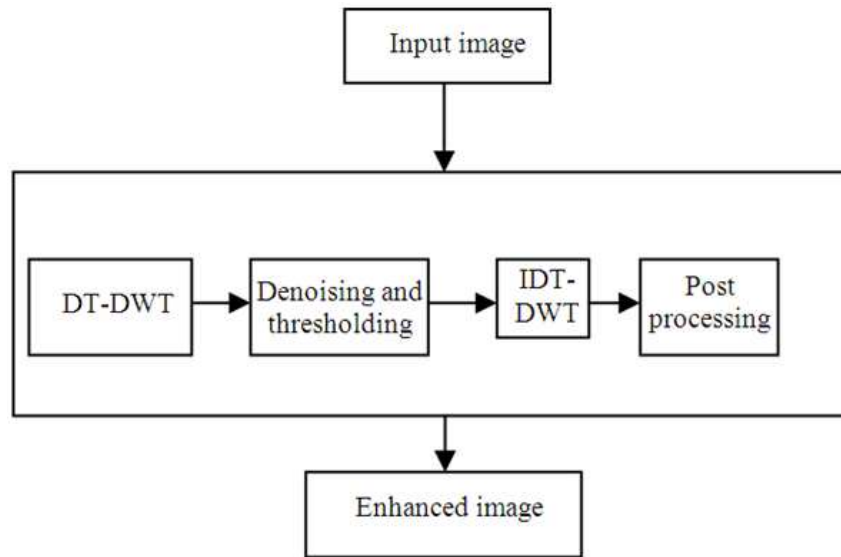 Input image
DT-DWT
Denoising and
thresholding
IDT-
DWT
Post
processing
Enhanced image